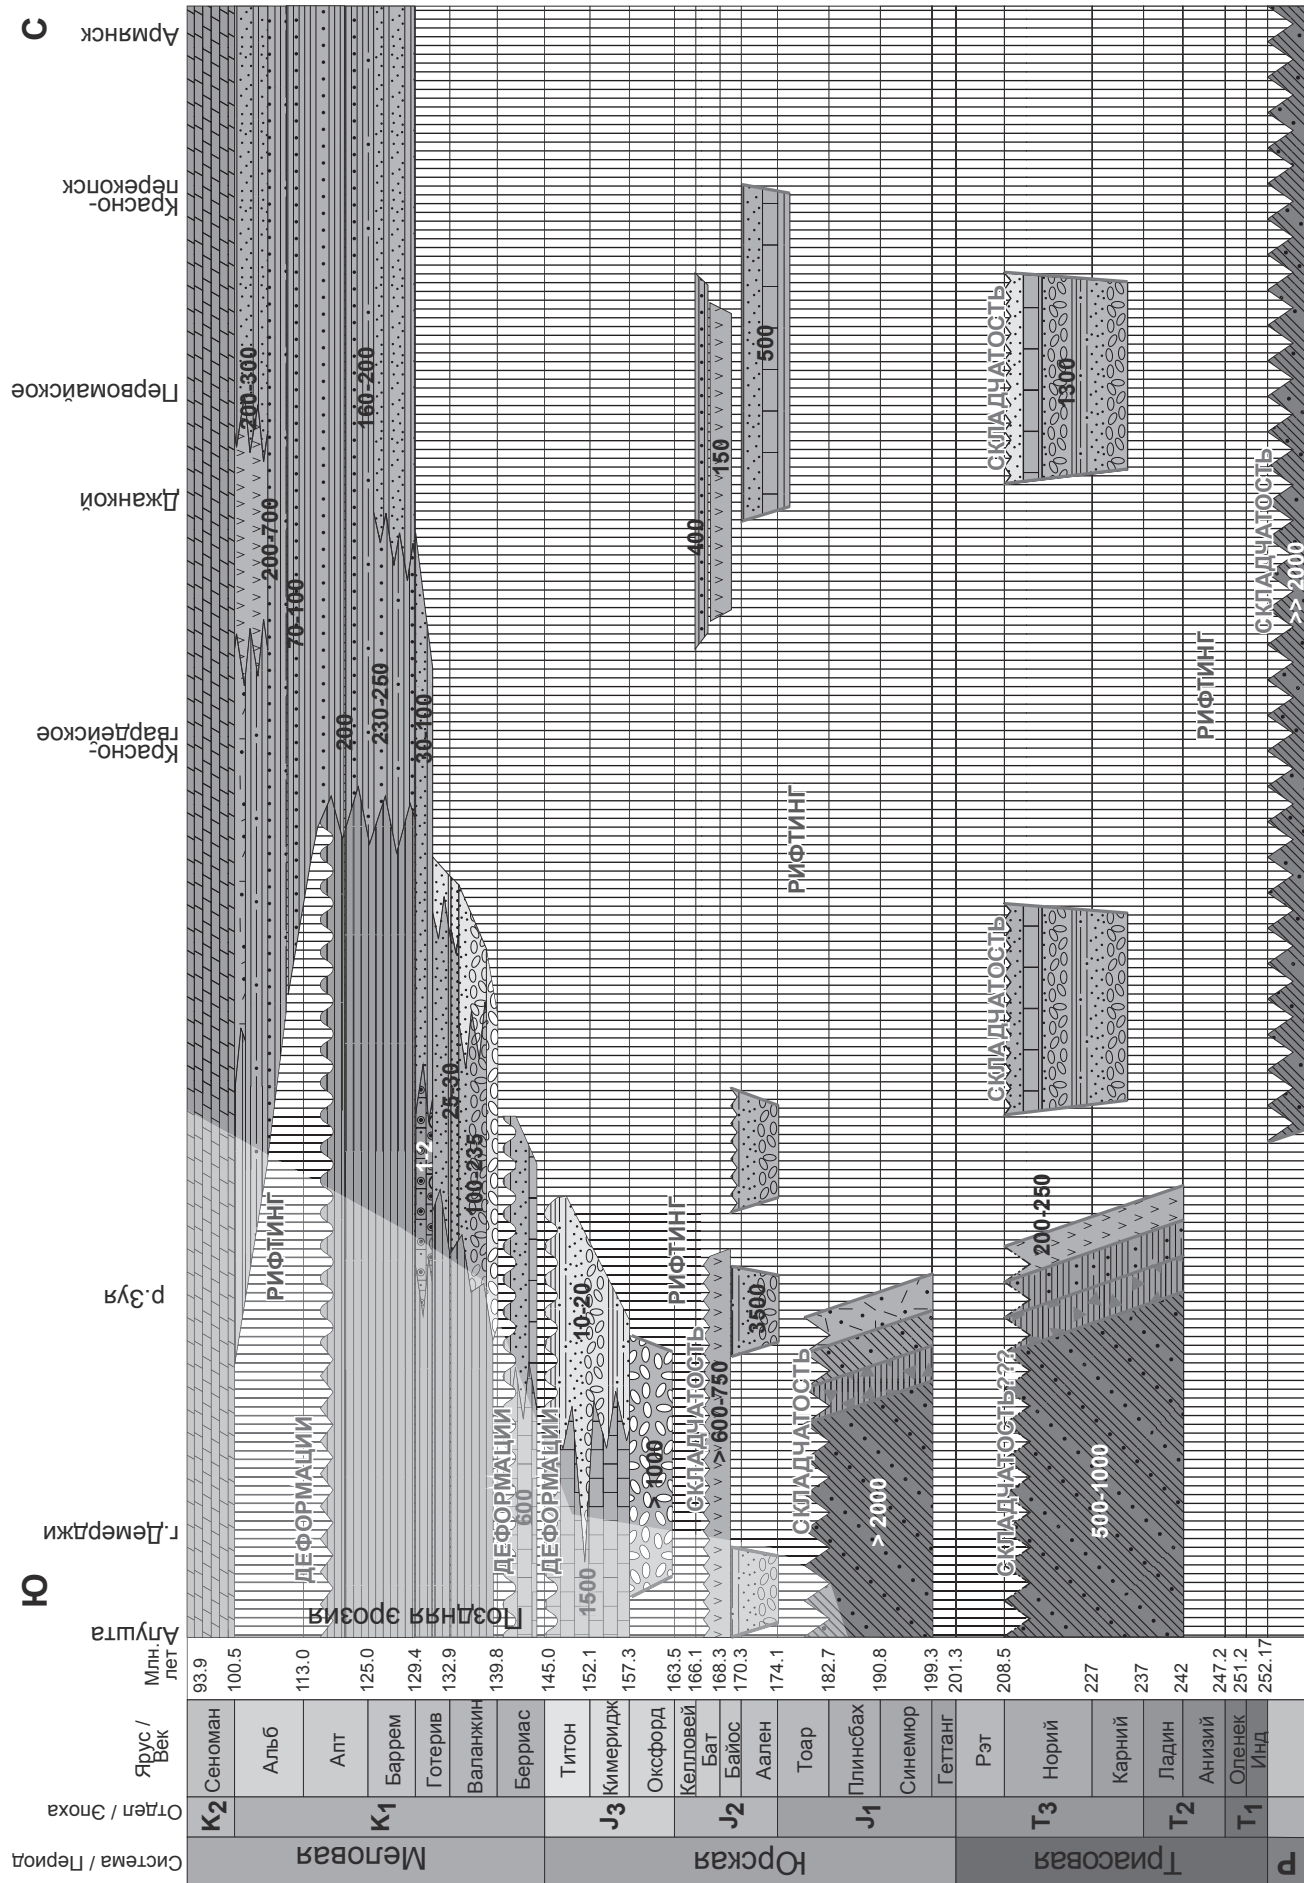 Ю
С
Алушта
г.Демерджи
р.Зуя
Красно-
гвардейское
Джанкой
Первомайское
Красно-
перекопск
Армянск
Система / Период
Отдел / Эпоха
Ярус /
Век
Млн.
лет
Меловая
Юрская
Триасовая
P
K2
K1
J3
J2
J1
T3
T2
T1
Сеноман
Альб
Апт
Баррем
Готерив
Валанжин
Берриас
Титон
Кимеридж
Оксфорд
Келловей
Бат
Байос
Аален
Тоар
Плинсбах
Синемюр
Геттанг
Рэт
Норий
Карний
Ладин
Анизий
Оленек
Инд
93.9
100.5
113.0
125.0
129.4
132.9
139.8
145.0
152.1
157.3
163.5
166.1
168.3
170.3
174.1
182.7
190.8
199.3
201.3
208.5
227
237
242
247.2
251.2
252.17
200-300
200-700
70-100
РИФТИНГ
ДЕФОРМАЦИИ
Поздняя эрозия
200
160-200
230-250
30-100
1-2
25-30
100-235
ДЕФОРМАЦИИ
600
ДЕФОРМАЦИИ
10-20
1500
> 1000
РИФТИНГ
СКЛАДЧАТОСТЬ
400
> 600-750
150
3500
500
РИФТИНГ
СКЛАДЧАТОСТЬ
> 2000
СКЛАДЧАТОСТЬ???
СКЛАДЧАТОСТЬ
СКЛАДЧАТОСТЬ
200-250
500-1000
1300
РИФТИНГ
СКЛАДЧАТОСТЬ
>> 2000